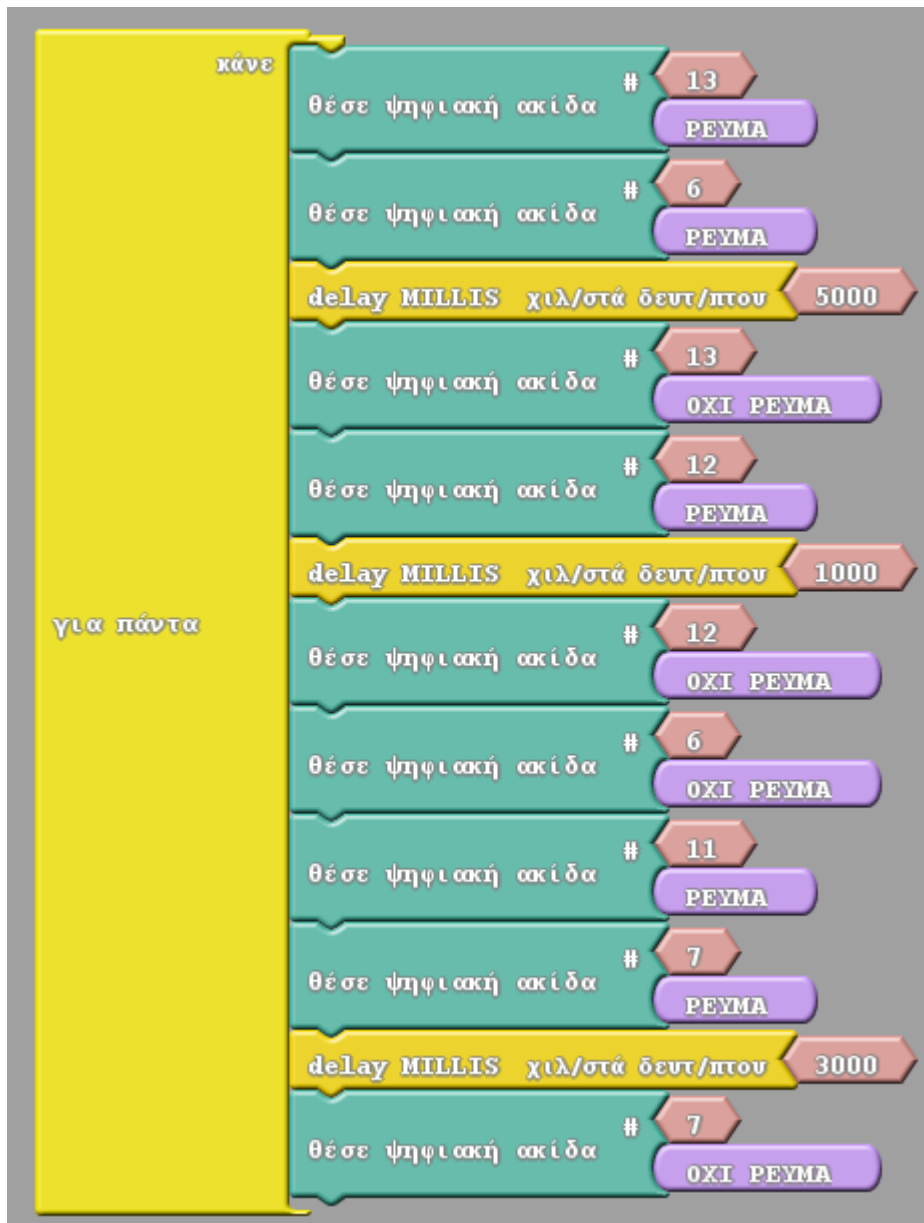 κάνε
θέσε ψηφιακή ακίδα # 13
ΡΕΥΜΑ
θέσε ψηφιακή ακίδα # 6
ΡΕΥΜΑ
delay MILLIS χιλ/στά δευτ/πτου 5000
θέσε ψηφιακή ακίδα # 13
ΟΧΙ ΡΕΥΜΑ
θέσε ψηφιακή ακίδα # 12
ΡΕΥΜΑ
delay MILLIS χιλ/στά δευτ/πτου 1000
για πάντα
θέσε ψηφιακή ακίδα # 12
ΟΧΙ ΡΕΥΜΑ
θέσε ψηφιακή ακίδα # 6
ΟΧΙ ΡΕΥΜΑ
θέσε ψηφιακή ακίδα # 11
ΡΕΥΜΑ
θέσε ψηφιακή ακίδα # 7
ΡΕΥΜΑ
delay MILLIS χιλ/στά δευτ/πτου 3000
θέσε ψηφιακή ακίδα # 7
ΟΧΙ ΡΕΥΜΑ